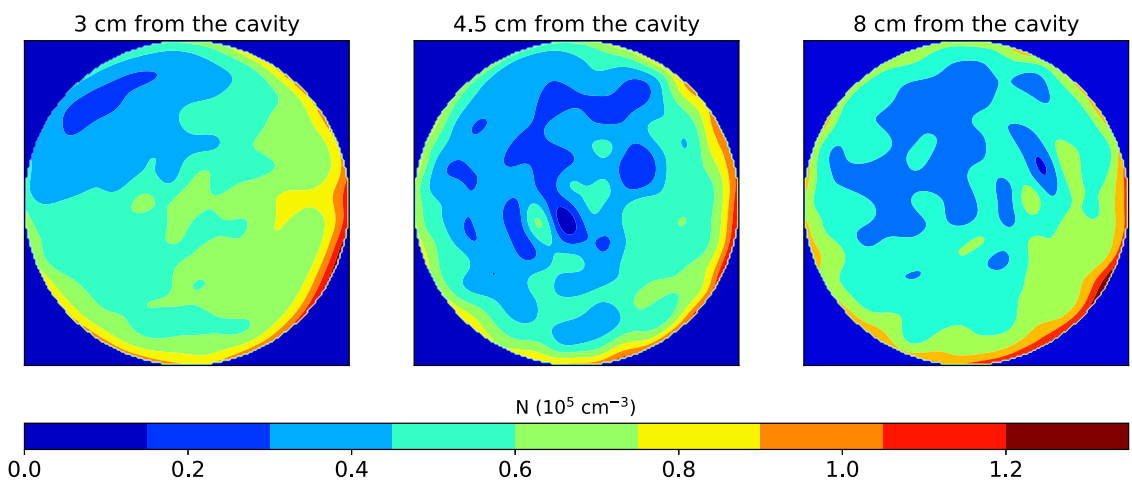 3 cm from the cavity
4.5 cm from the cavity
8 cm from the cavity
N (10⁵ cm⁻³)
0.0 0.2 0.4 0.6 0.8 1.0 1.2